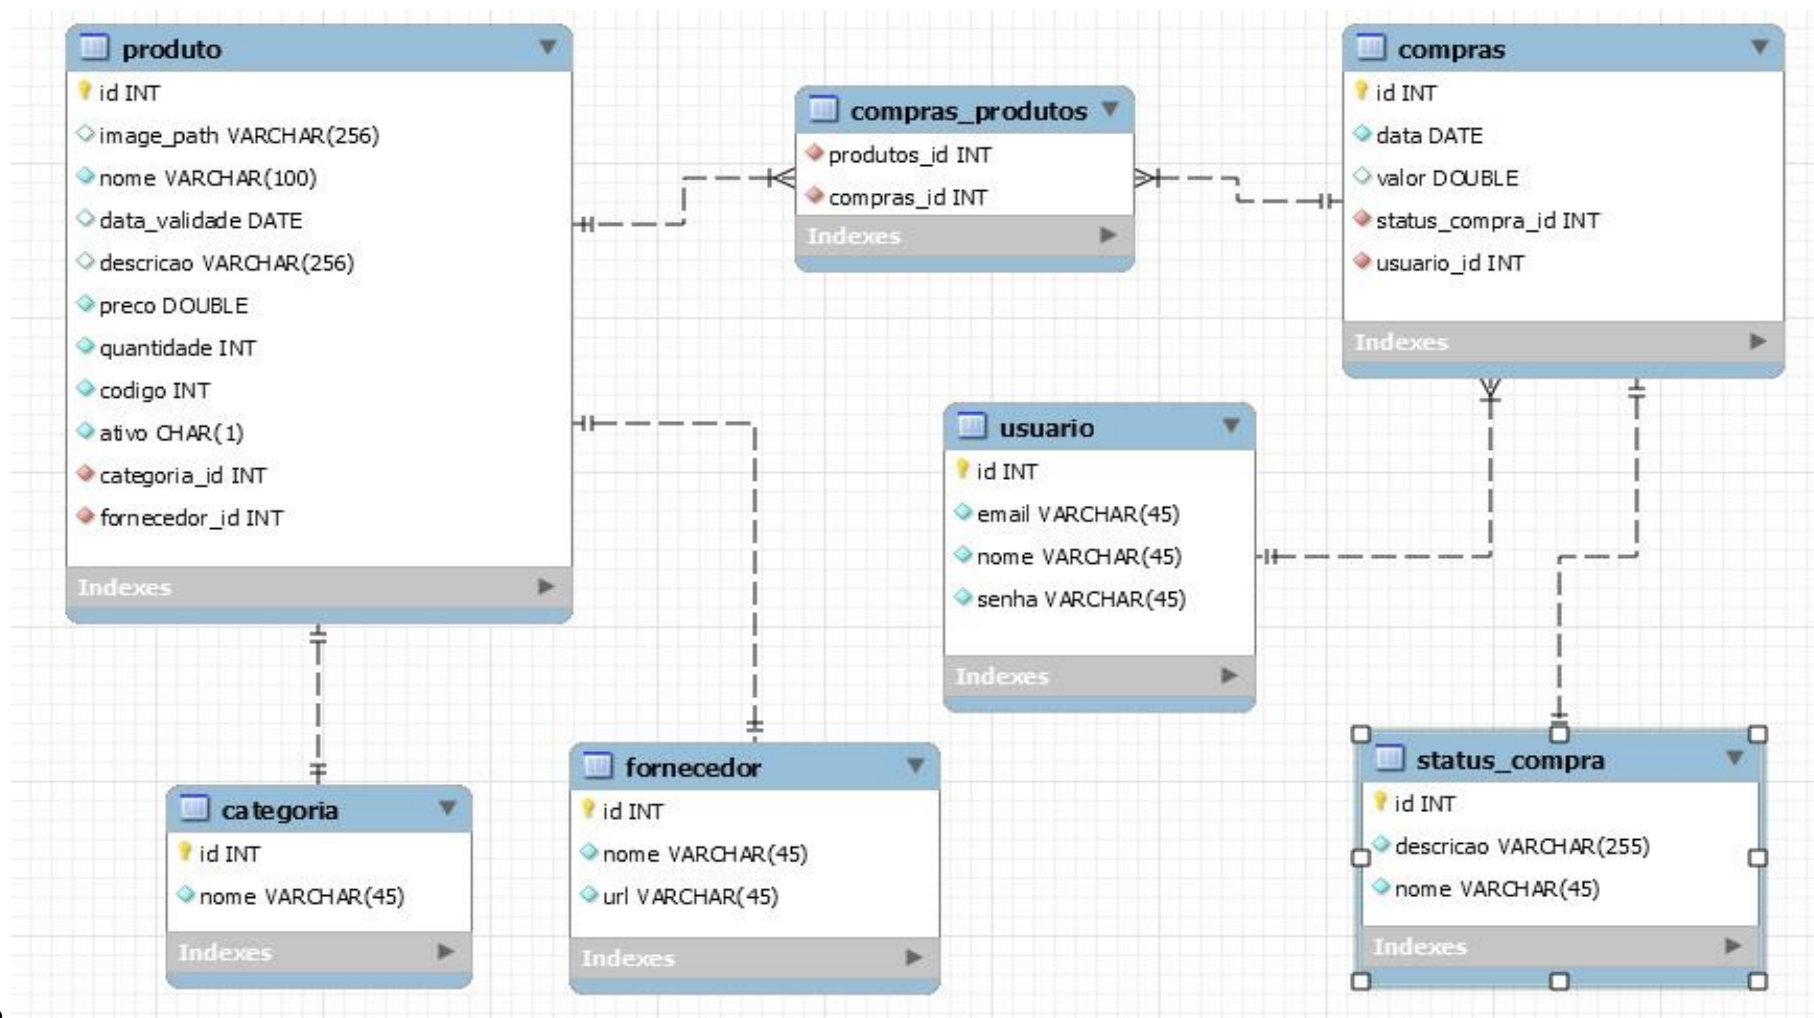 produto
id INT
image_path VARCHAR(256)
nome VARCHAR(100)
data_validade DATE
descricao VARCHAR(256)
preco DOUBLE
quantidade INT
codigo INT
ativo CHAR(1)
categoria_id INT
fornecedor_id INT
Indexes
compras_produtos
produtos_id INT
compras_id INT
Indexes
compras
id INT
data DATE
valor DOUBLE
status_compra_id INT
usuario_id INT
Indexes
usuario
id INT
email VARCHAR(45)
nome VARCHAR(45)
senha VARCHAR(45)
Indexes
categoria
id INT
nome VARCHAR(45)
Indexes
fornecedor
id INT
nome VARCHAR(45)
url VARCHAR(45)
Indexes
status_compra
id INT
descricao VARCHAR(255)
nome VARCHAR(45)
Indexes